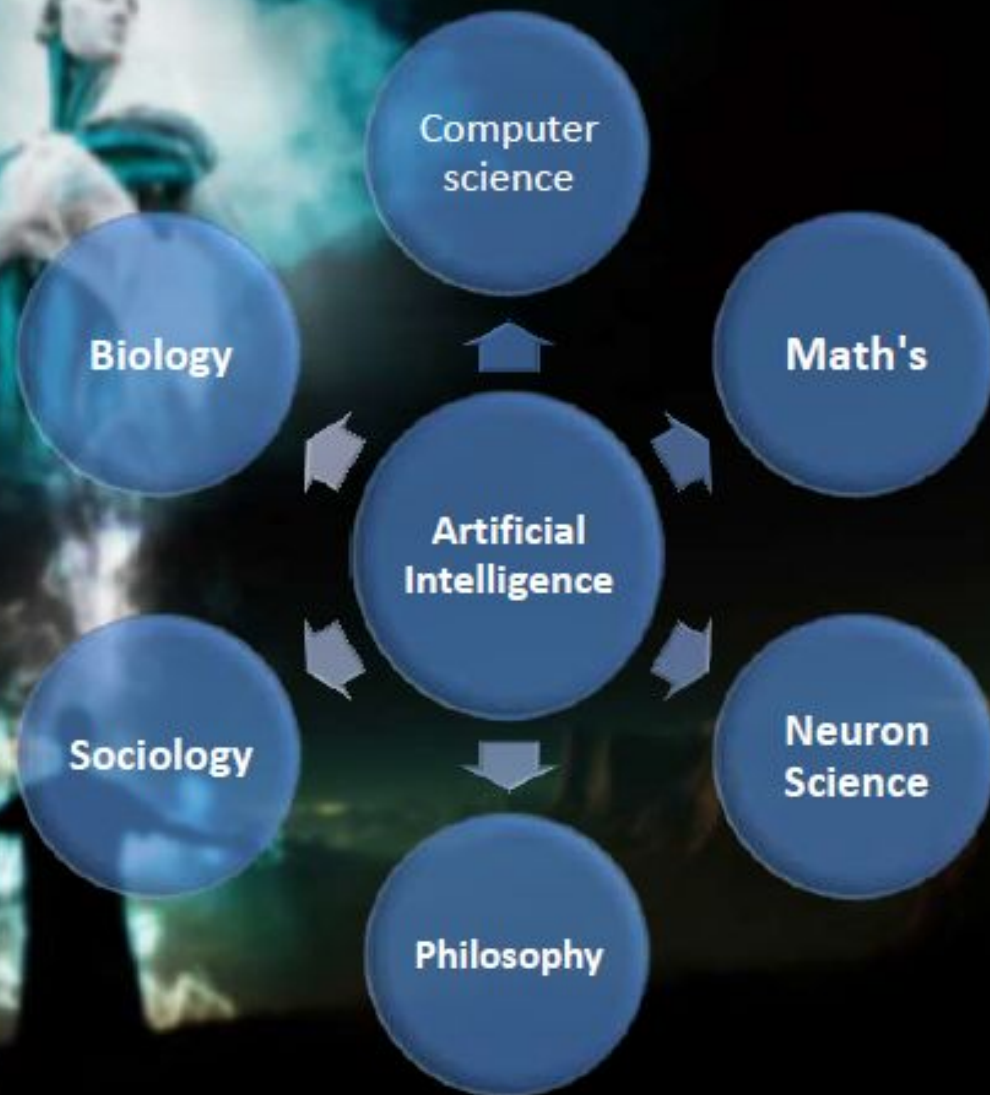 Computer
science
Biology
Math's
Artificial
Intelligence
Sociology
Neuron
Science
Philosophy